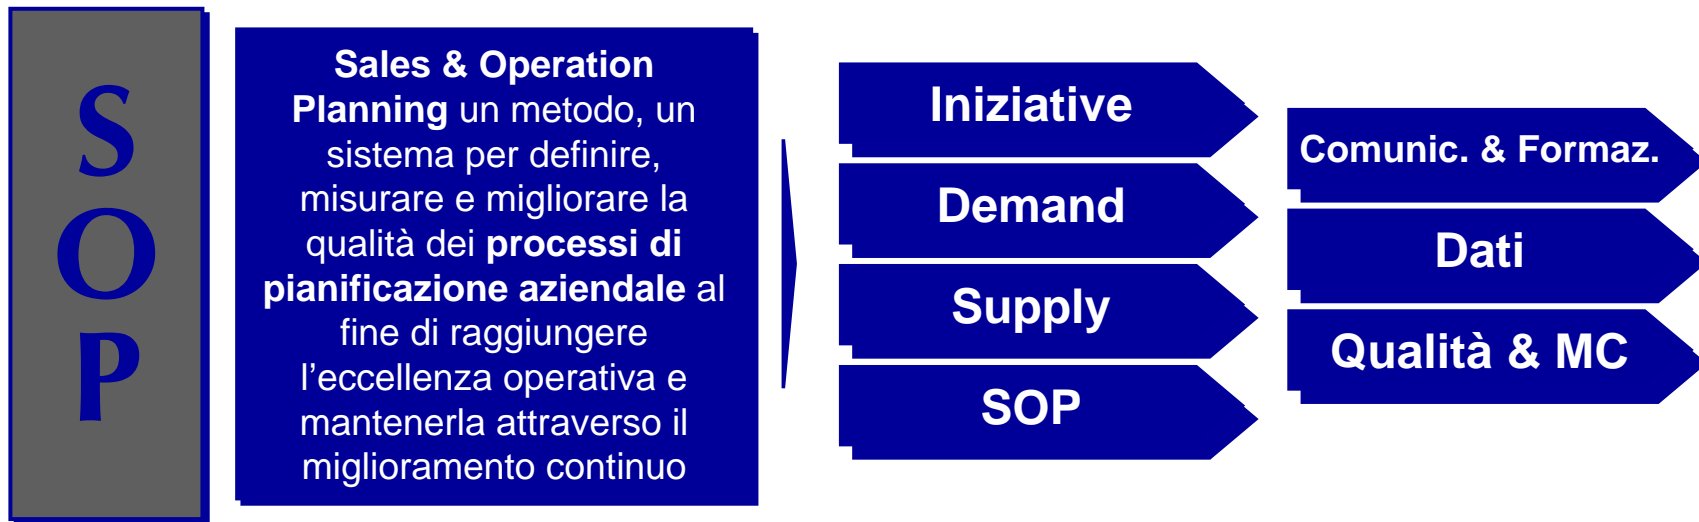 S
O
P
Sales & Operation
Planning un metodo, un
sistema per definire,
misurare e migliorare la
qualità dei processi di
pianificazione aziendale al
fine di raggiungere
l'eccellenza operativa e
mantenerla attraverso il
miglioramento continuo
Iniziative
Demand
Supply
SOP
Comunic. & Formaz.
Dati
Qualità & MC